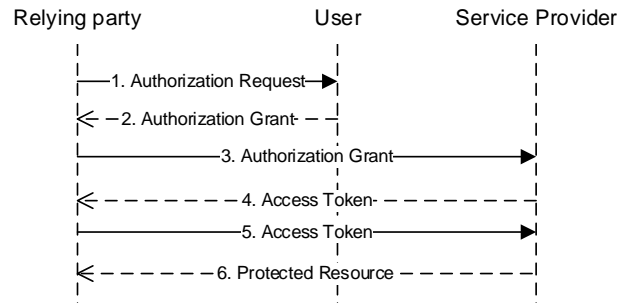 Relying party User Service Provider
1. Authorization Request
2. Authorization Grant
3. Authorization Grant
4. Access Token
5. Access Token
6. Protected Resource